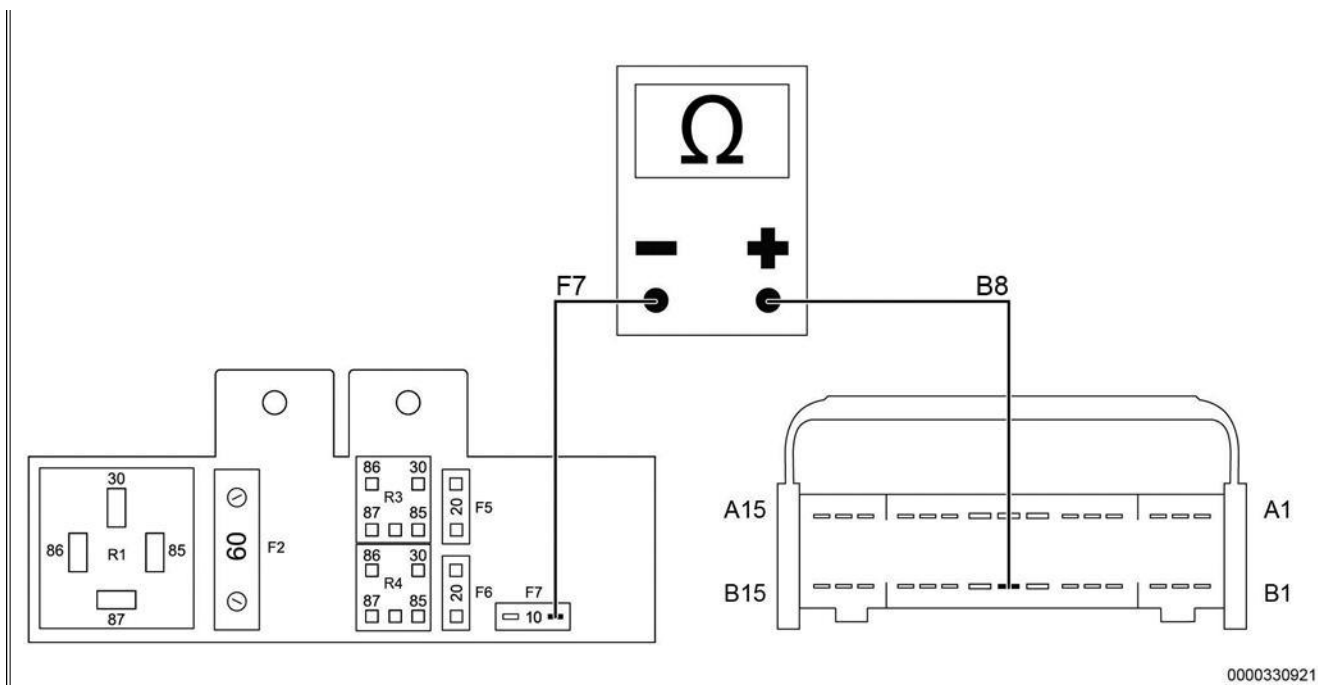 Ω
− +
F7 B8
30
86 R1 85
87
60 F2
86 30
R3
87 85
20 F5
86 30
R4
87 85
20 F6
F7
10
A15 A1
B15 B1
0000330921